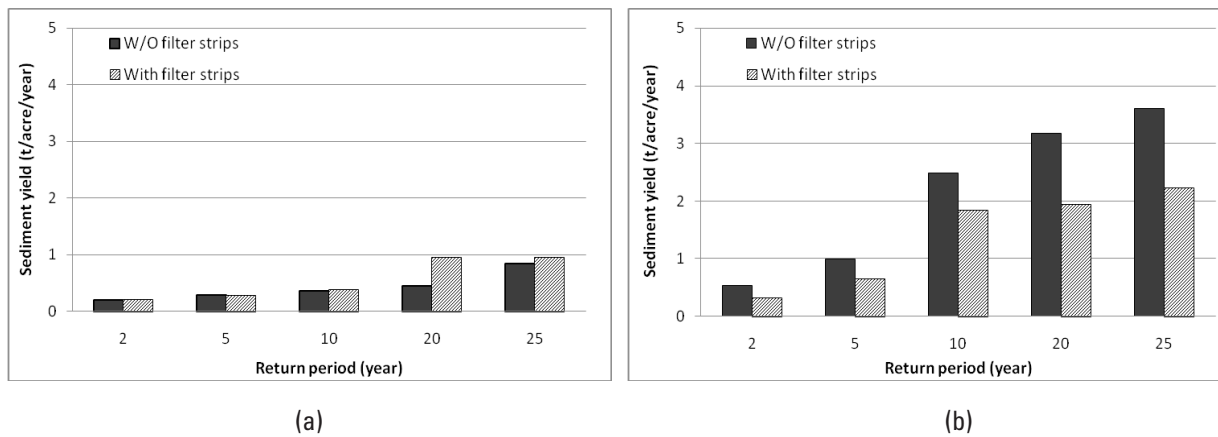 5
4
3
2
1
0
Sediment yield (t/acre/year)
W/O filter strips
With filter strips
2 5 10 20 25
Return period (year)
(a)
5
4
3
2
1
0
Sediment yield (t/acre/year)
W/O filter strips
With filter strips
2 5 10 20 25
Return period (year)
(b)